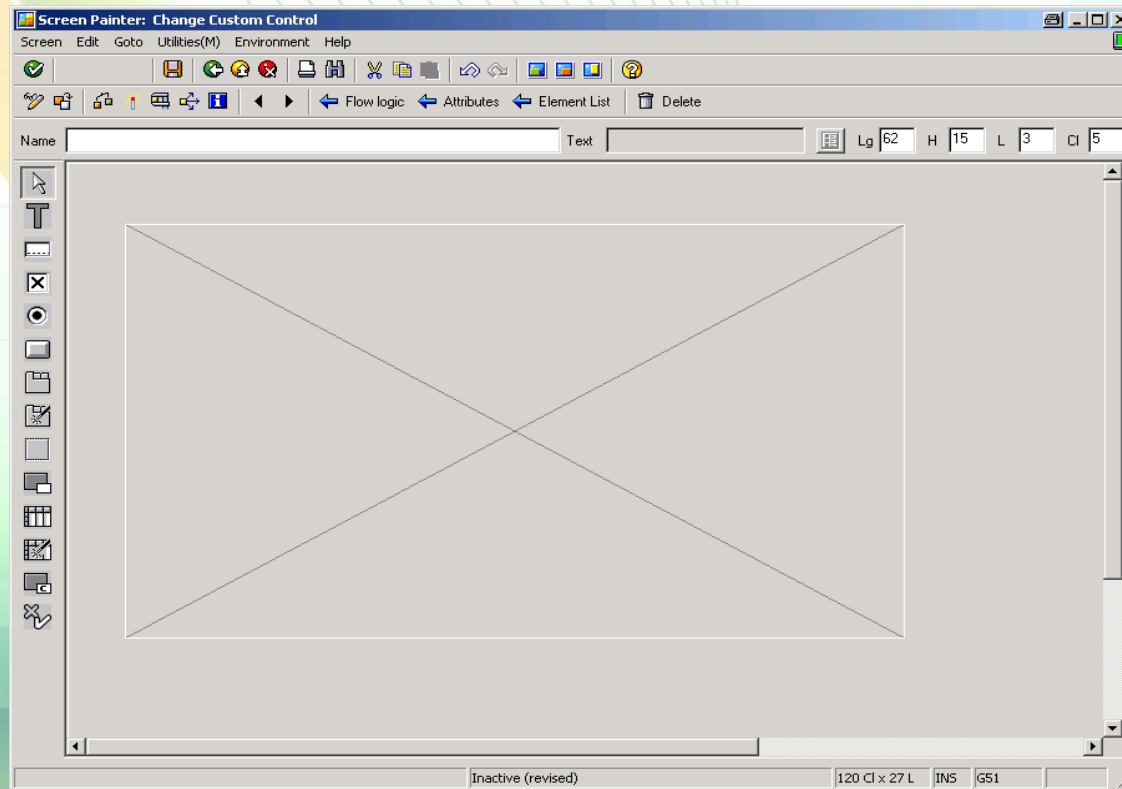 Screen Painter: Change Custom Control
Screen Edit Goto Utilities(M) Environment Help
Flow logic Attributes Element List Delete
Name Text Lg 62 H 15 L 3 Cl 5
T
C
Inactive (revised) 120 Cl x 27 L INS G51